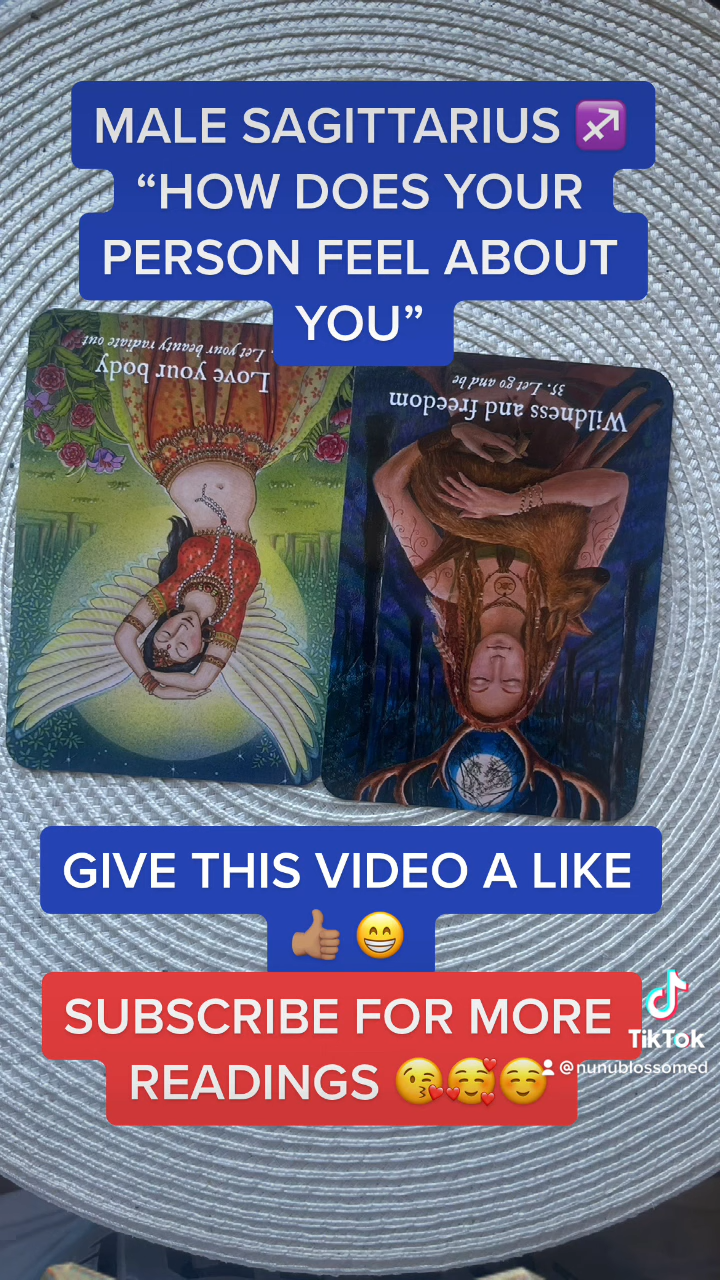 MALE SAGITTARIUS ♐
“HOW DOES YOUR
PERSON FEEL ABOUT
YOU”
Let your beauty radiate out
Love your body
35. Let go and be
Wildness and freedom
GIVE THIS VIDEO A LIKE
👍🏽 😁
SUBSCRIBE FOR MORE
READINGS 😘🥰☺️
TikTok
@nunublossomed